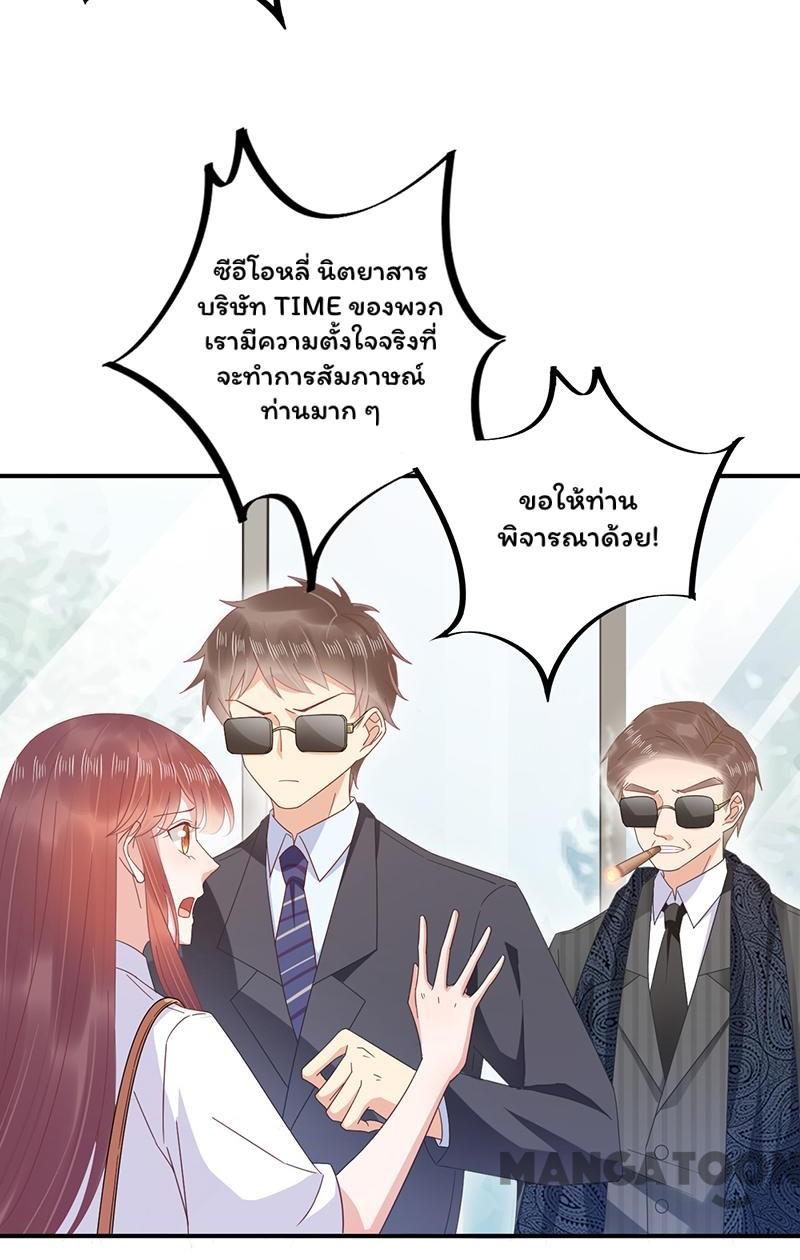 ซีอีโอหลี่ นิตยาสาร
บริษัท TIME ของพวก
เรามีความตั้งใจจริงที่
จะทำการสัมภาษณ์
ท่านมาก ๆ
ขอให้ท่าน
พิจารณาด้วย!
MANGATOON